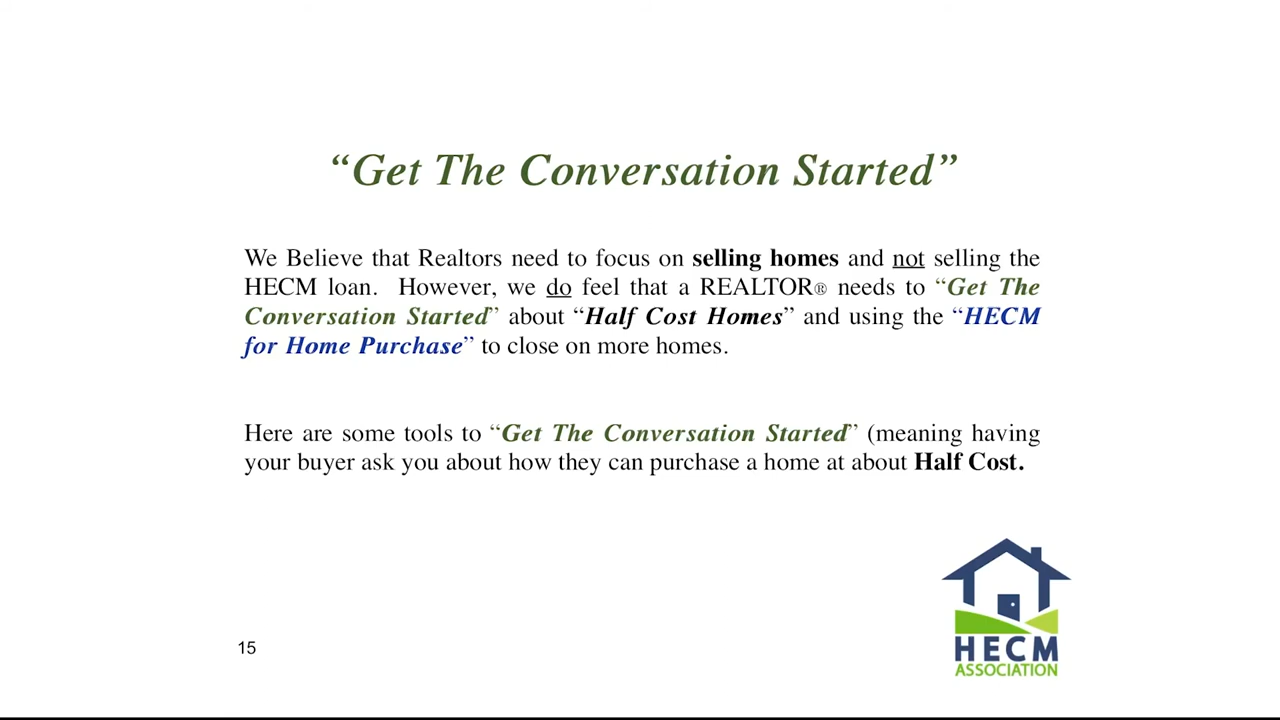 “Get The Conversation Started”
We Believe that Realtors need to focus on selling homes and not selling the
HECM loan. However, we do feel that a REALTOR® needs to “Get The
Conversation Started” about “Half Cost Homes” and using the “HECM
for Home Purchase” to close on more homes.
Here are some tools to “Get The Conversation Started” (meaning having
your buyer ask you about how they can purchase a home at about Half Cost.
15
HECM
ASSOCIATION